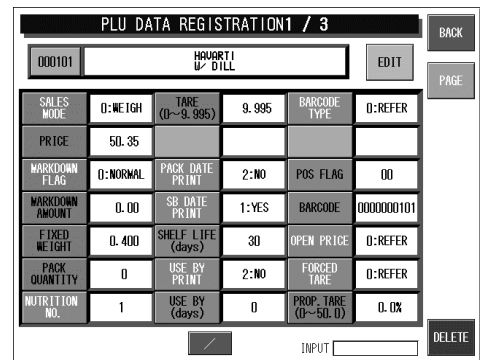 PLU DATA REGISTRATION1 / 3
BACK
000101
HAVARTI
W/ DILL
EDIT
PAGE
SALES MODE 0:WEIGH TARE (0~9.995) 9.995 BARCODE TYPE 0:REFER
PRICE 50.35
MARKDOWN FLAG 0:NORMAL PACK DATE PRINT 2:NO POS FLAG 00
MARKDOWN AMOUNT 0.00 SB DATE PRINT 1:YES BARCODE 0000000101
FIXED WEIGHT 0.400 SHELF LIFE (days) 30 OPEN PRICE 0:REFER
PACK QUANTITY 0 USE BY PRINT 2:NO FORCED TARE 0:REFER
NUTRITION NO. 1 USE BY (days) 0 PROP.TARE (0~50.0) 0.0%
/
INPUT
DELETE